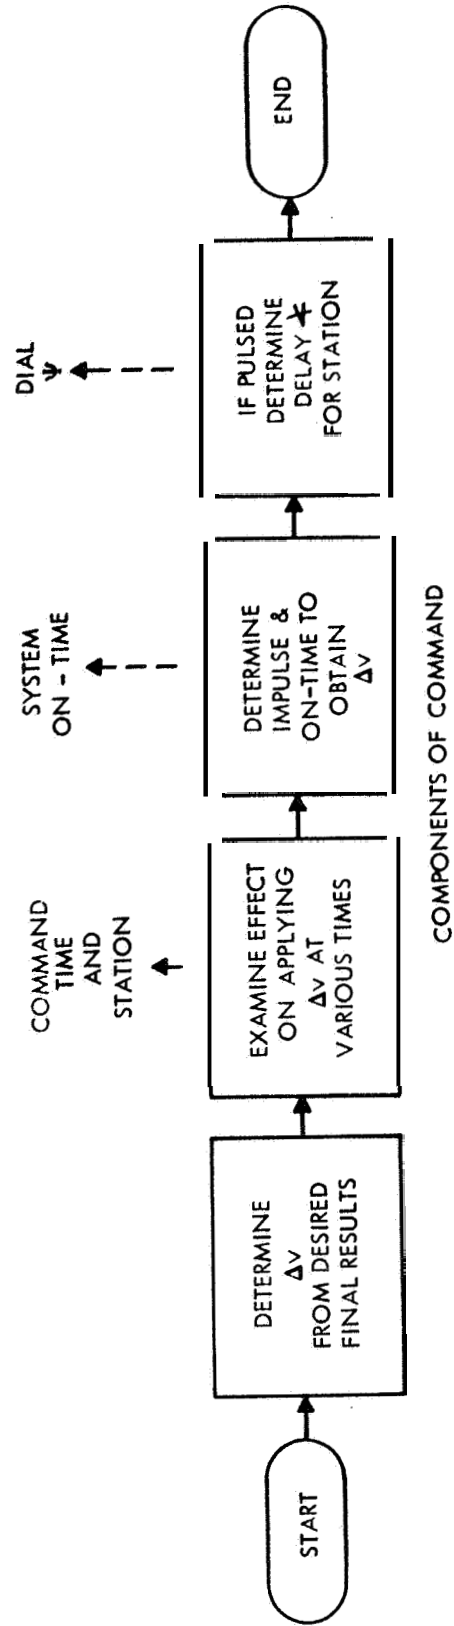 COMMAND
TIME
AND
STATION
SYSTEM
ON - TIME
DIAL
ψ
START
DETERMINE
Δv
FROM DESIRED
FINAL RESULTS
EXAMINE EFFECT
ON APPLYING
Δv AT
VARIOUS TIMES
DETERMINE
IMPULSE &
ON-TIME TO
OBTAIN
Δv
IF PULSED
DETERMINE
DELAY ∢
FOR STATION
END
COMPONENTS OF COMMAND